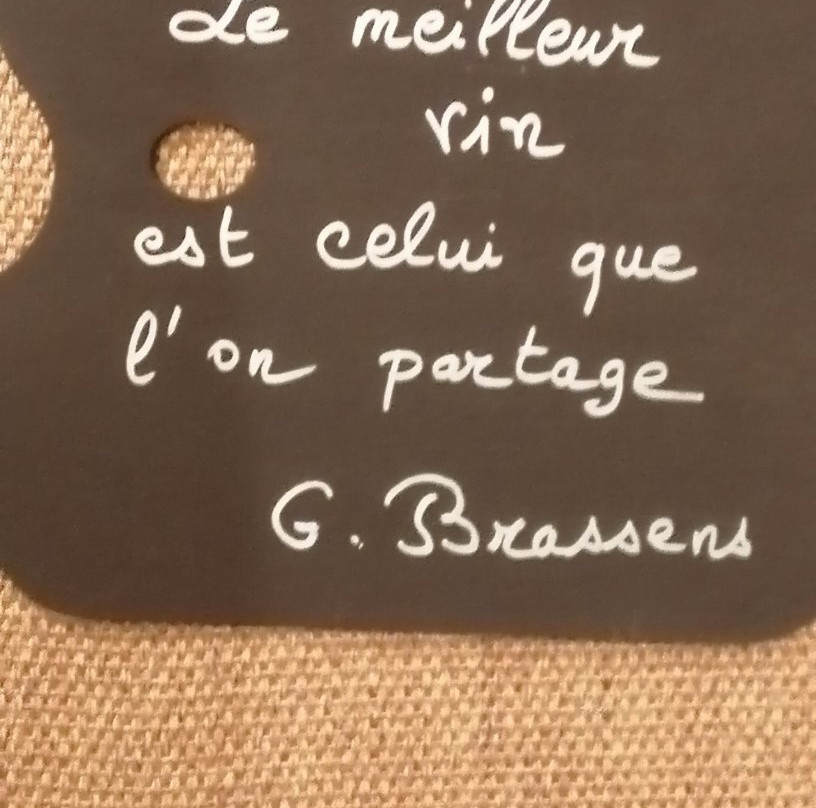 Le meilleur
vin
est celui que
l'on partage
G. Brassens